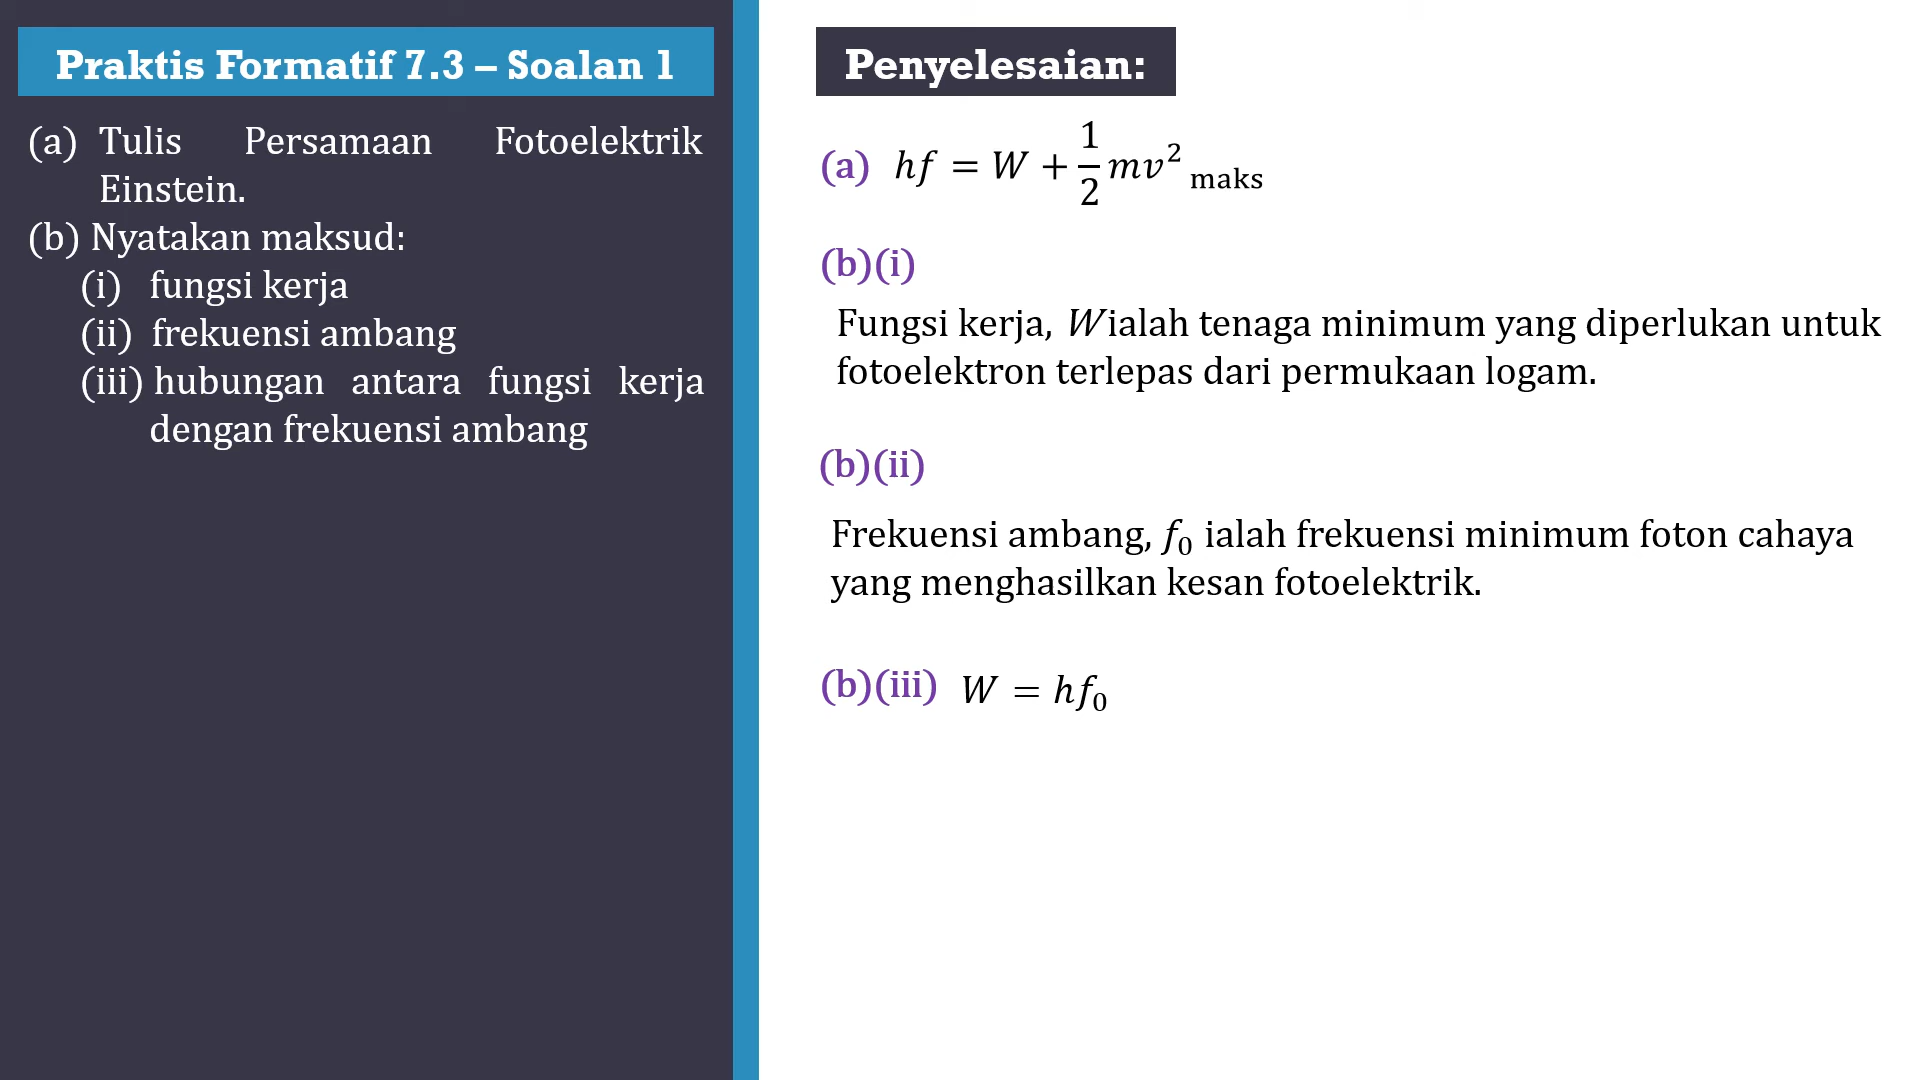 Praktis Formatif 7.3 – Soalan 1
(a) Tulis Persamaan Fotoelektrik
Einstein.
(b) Nyatakan maksud:
(i) fungsi kerja
(ii) frekuensi ambang
(iii) hubungan antara fungsi kerja
dengan frekuensi ambang
Penyelesaian:
(a) hf = W + 1/2 mv² maks
(b)(i)
Fungsi kerja, W ialah tenaga minimum yang diperlukan untuk
fotoelektron terlepas dari permukaan logam.
(b)(ii)
Frekuensi ambang, f₀ ialah frekuensi minimum foton cahaya
yang menghasilkan kesan fotoelektrik.
(b)(iii) W = hf₀